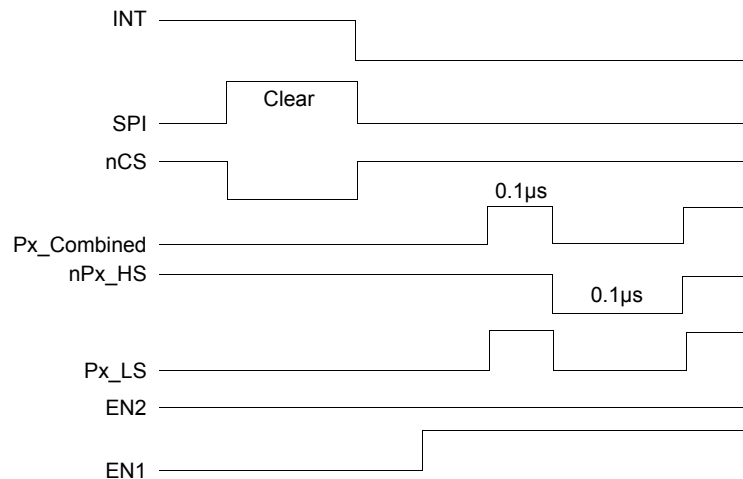 INT
Clear
SPI
nCS
0.1µs
Px_Combined
nPx_HS
0.1µs
Px_LS
EN2
EN1